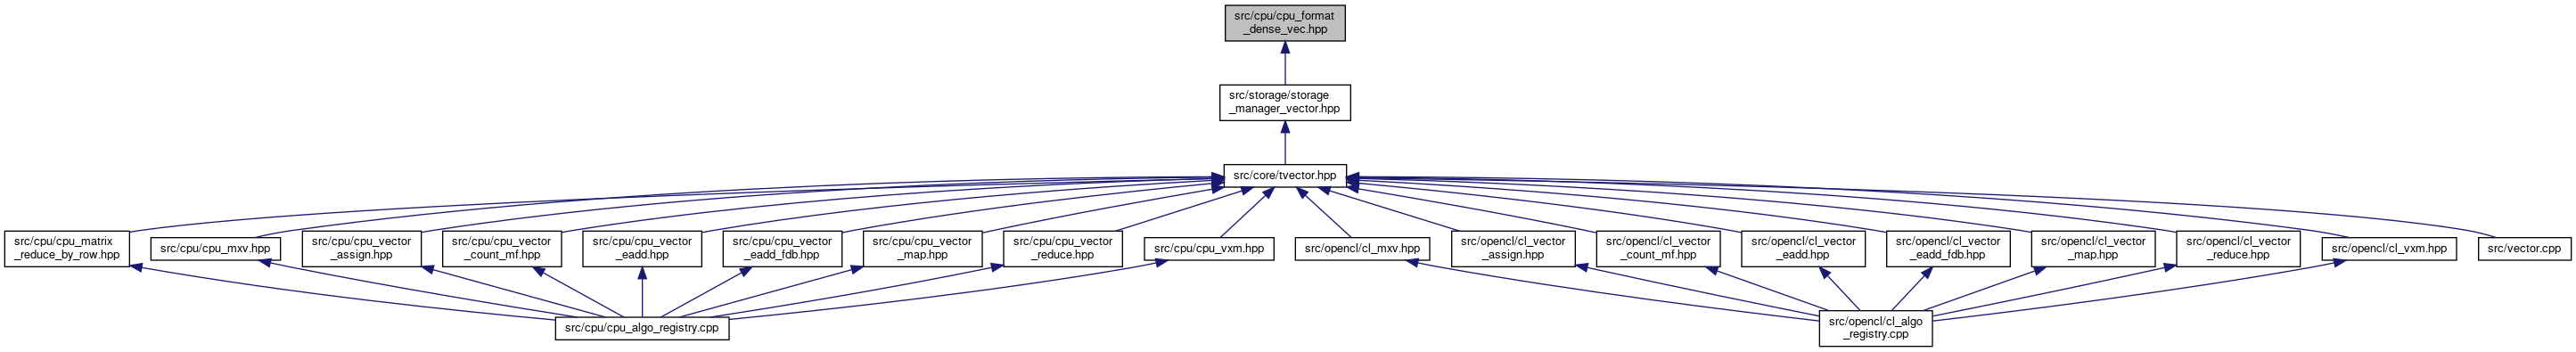 src/cpu/cpu_format
_dense_vec.hpp
src/storage/storage
_manager_vector.hpp
src/core/tvector.hpp
src/cpu/cpu_matrix
_reduce_by_row.hpp
src/cpu/cpu_mxv.hpp
src/cpu/cpu_vector
_assign.hpp
src/cpu/cpu_vector
_count_mf.hpp
src/cpu/cpu_vector
_eadd.hpp
src/cpu/cpu_vector
_eadd_fdb.hpp
src/cpu/cpu_vector
_map.hpp
src/cpu/cpu_vector
_reduce.hpp
src/cpu/cpu_vxm.hpp
src/opencl/cl_mxv.hpp
src/opencl/cl_vector
_assign.hpp
src/opencl/cl_vector
_count_mf.hpp
src/opencl/cl_vector
_eadd.hpp
src/opencl/cl_vector
_eadd_fdb.hpp
src/opencl/cl_vector
_map.hpp
src/opencl/cl_vector
_reduce.hpp
src/opencl/cl_vxm.hpp
src/vector.cpp
src/cpu/cpu_algo_registry.cpp
src/opencl/cl_algo
_registry.cpp